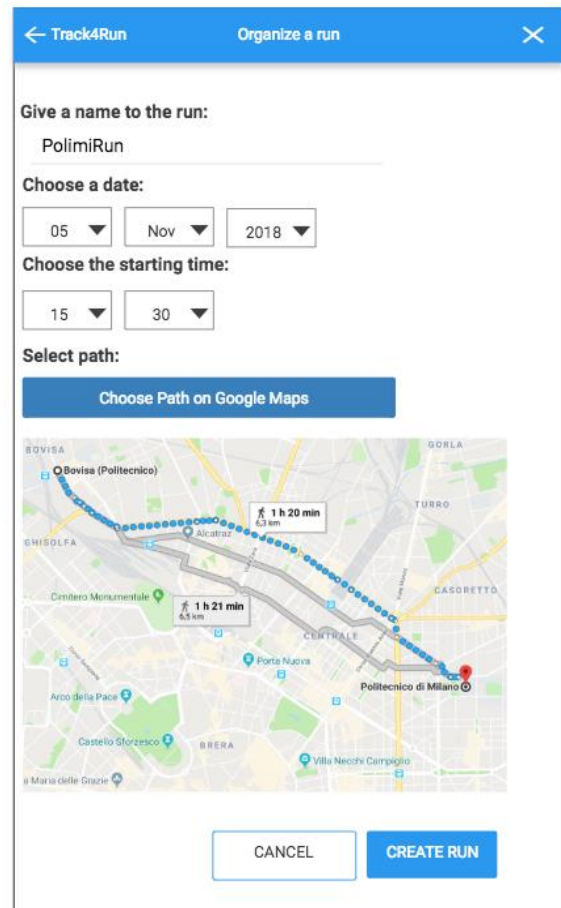 ← Track4Run Organize a run ×
Give a name to the run:
PolimiRun
Choose a date:
05 Nov 2018
Choose the starting time:
15 30
Select path:
Choose Path on Google Maps
BOVISA GORLA
Bovisa (Politecnico)
TURRO
1 h 20 min
6,3 km
Alcatraz
GHISOLFA
CASORETTO
Cimitero Monumentale
1 h 21 min
6,5 km
CENTRALE
Porte Nuova
Politecnico di Milano
Arco della Pace
Castello Sforzesco
BRERA
Villa Necchi Campiglio
a Maria delle Grazie
CANCEL CREATE RUN